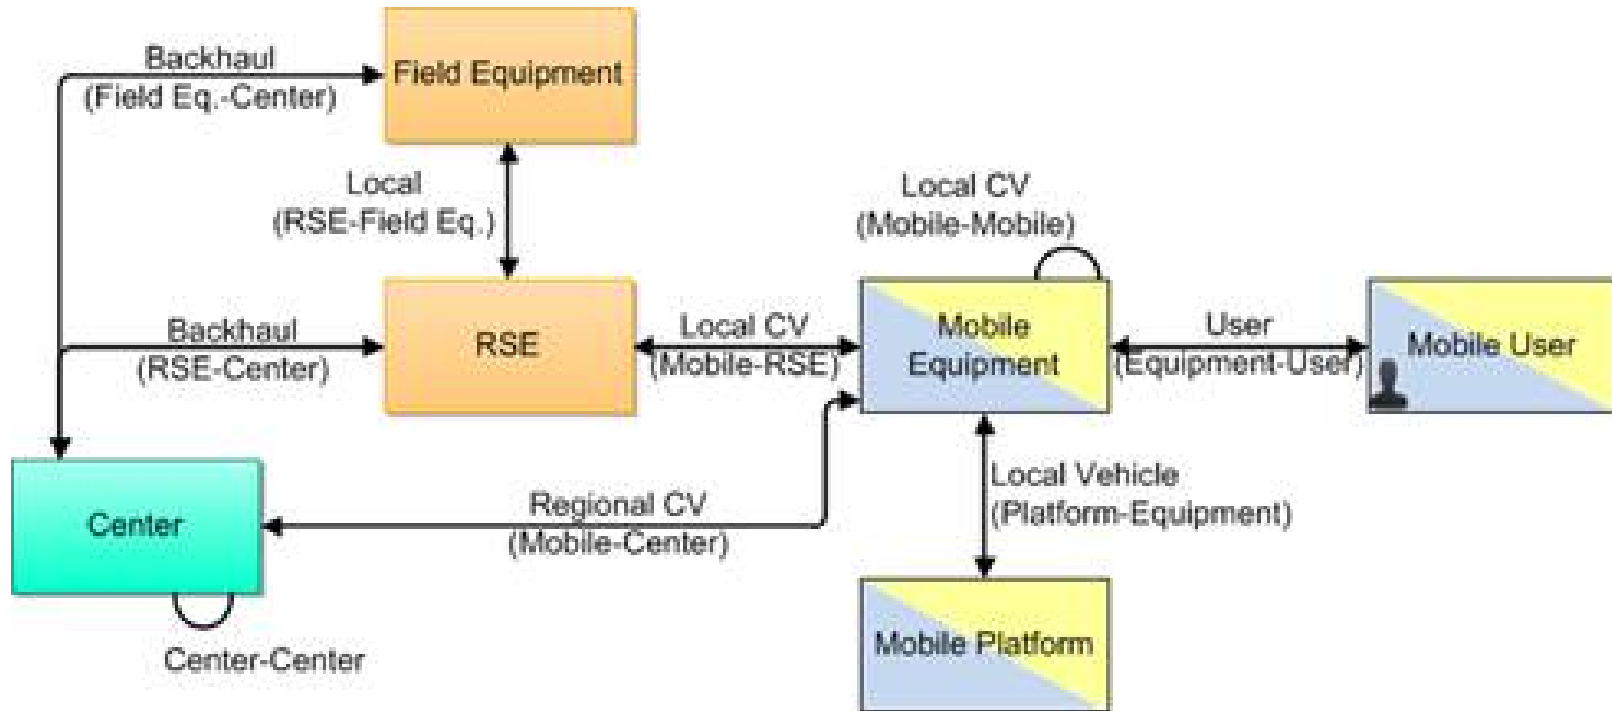 Backhaul
(Field Eq.-Center)
Field Equipment
Local
(RSE-Field Eq.)
Local CV
(Mobile-Mobile)
Backhaul
(RSE-Center)
RSE
Local CV
(Mobile-RSE)
Mobile
Equipment
User
(Equipment-User)
Mobile User
Center
Regional CV
(Mobile-Center)
Local Vehicle
(Platform-Equipment)
Center-Center
Mobile Platform